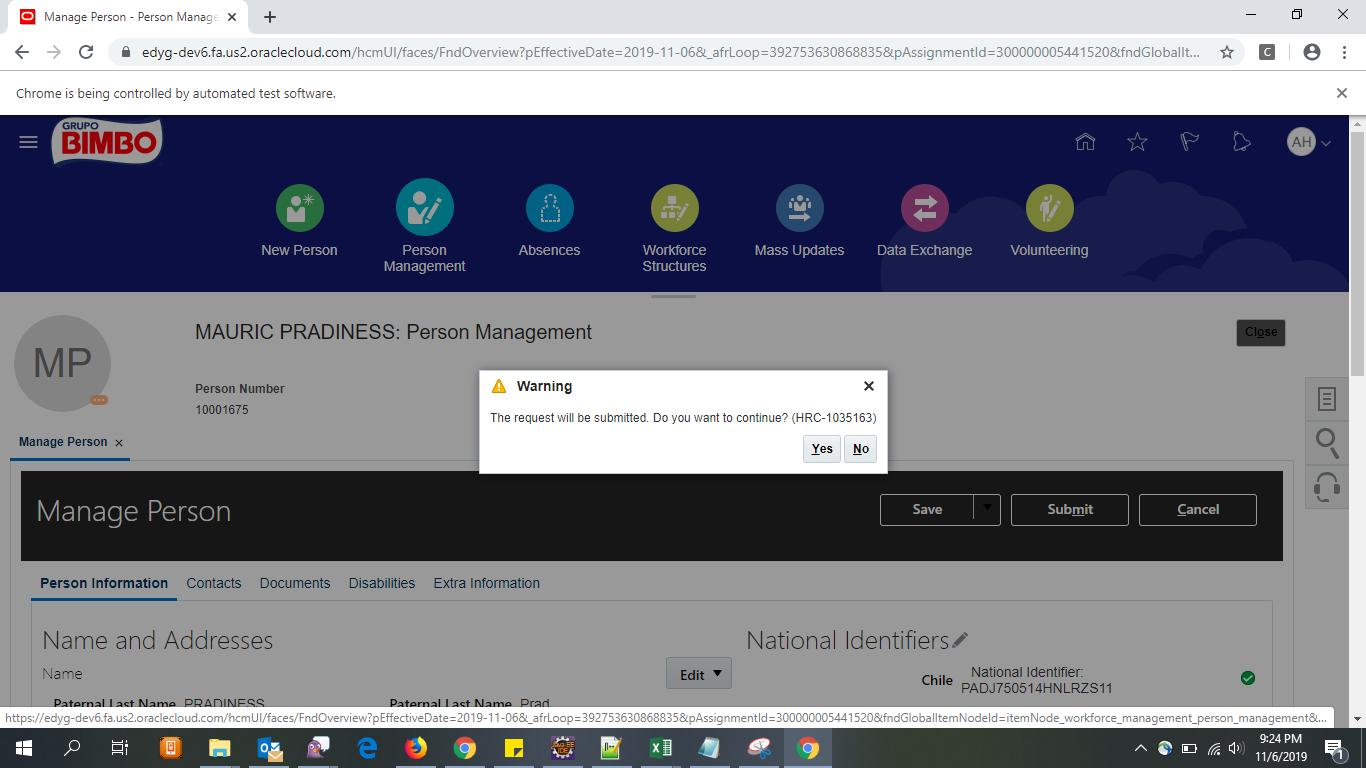 Manage Person - Person Manage
edyg-dev6.fa.us2.oraclecloud.com/hcmUI/faces/FndOverview?pEffectiveDate=2019-11-06&_afrLoop=392753630868835&pAssignmentId=300000005441520&fndGlobalIt...
C
Chrome is being controlled by automated test software.
GRUPO
BIMBO
AH
New Person
Person
Management
Absences
Workforce
Structures
Mass Updates
Data Exchange
Volunteering
MP
MAURIC PRADINESS: Person Management
Close
Person Number
10001675
Warning
The request will be submitted. Do you want to continue? (HRC-1035163)
Yes
No
Manage Person
Manage Person
Save
Submit
Cancel
Person Information
Contacts
Documents
Disabilities
Extra Information
Name and Addresses
National Identifiers
Name
Edit
Chile
National Identifier:
PADJ750514HNLRZS11
Paternal Last Name PRADINESS
Paternal Last Name Prad
https://edyg-dev6.fa.us2.oraclecloud.com/hcmUI/faces/FndOverview?pEffectiveDate=2019-11-06&_afrLoop=392753630868835&pAssignmentId=300000005441520&fndGlobalItemNodeId=itemNode_workforce_management_person_management&...
9:24 PM
11/6/2019
1